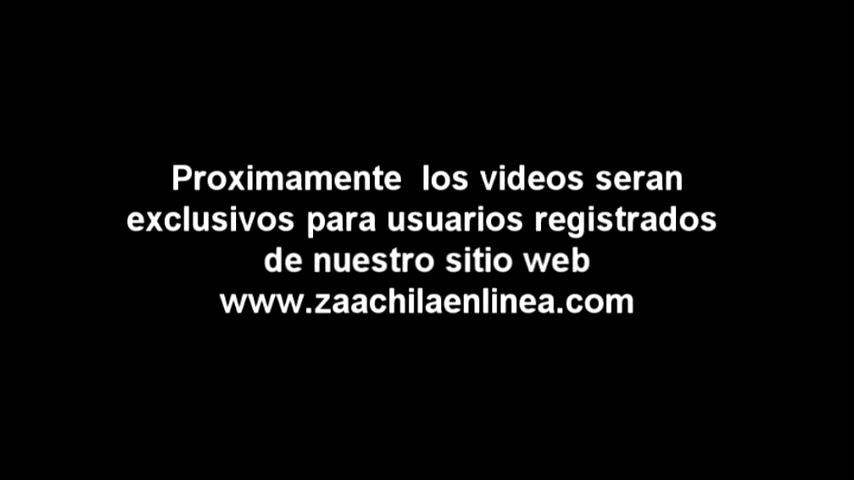 Proximamente  los videos seran
exclusivos para usuarios registrados
de nuestro sitio web
www.zaachilaenlinea.com